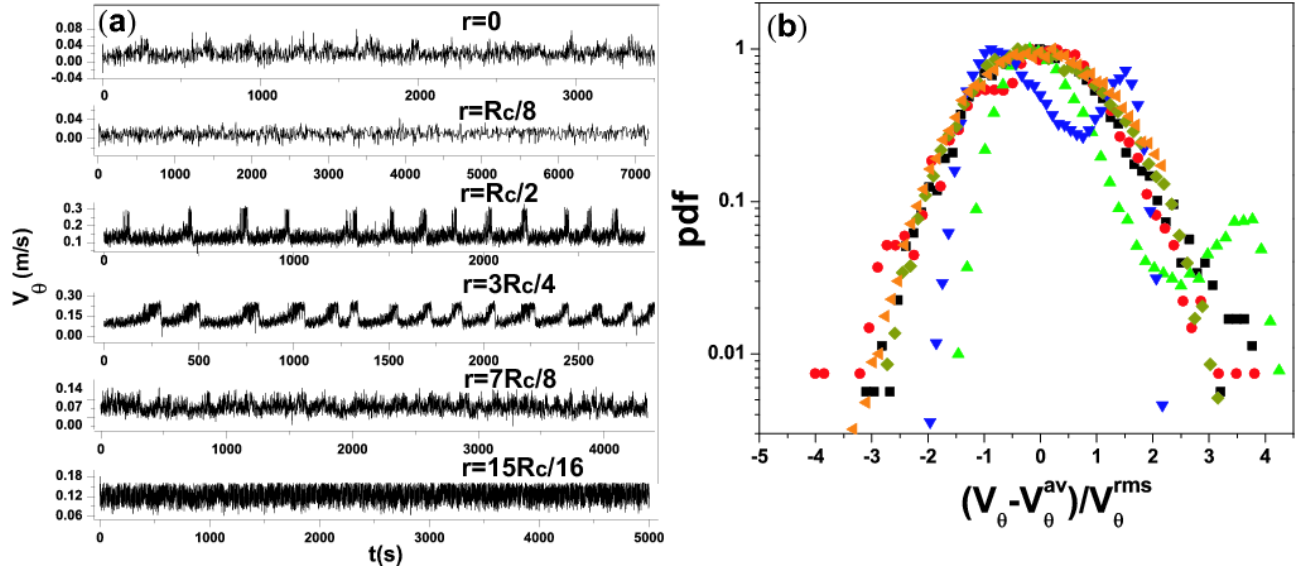 (a)
r=0
0.08
0.04
0.00
-0.04
0 1000 2000 3000
r=Rc/8
0.04
0.00
0 1000 2000 3000 4000 5000 6000 7000
r=Rc/2
0.3
0.2
0.1
0 1000 2000
r=3Rc/4
0.30
0.15
0.00
0 500 1000 1500 2000 2500
r=7Rc/8
0.14
0.07
0.00
0 1000 2000 3000 4000
r=15Rc/16
0.18
0.12
0.06
0 1000 2000 3000 4000 5000
Vθ (m/s)
t(s)
(b)
1
0.1
0.01
pdf
-5 -4 -3 -2 -1 0 1 2 3 4
(Vθ-Vθ^av)/Vθ^rms